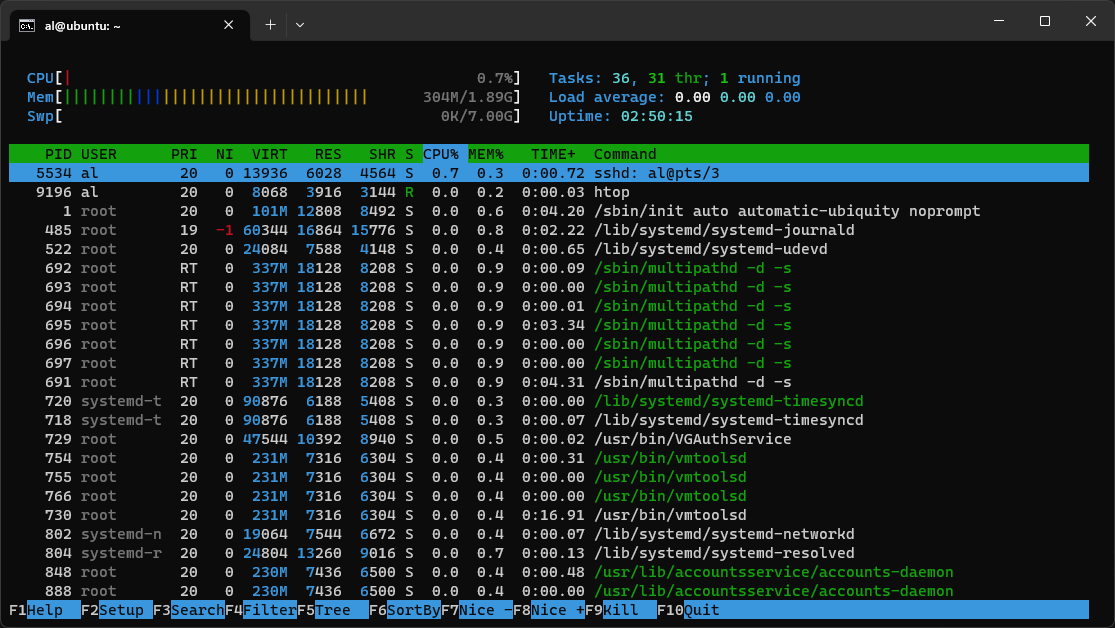 al@ubuntu: ~
CPU[| 0.7%] Tasks: 36, 31 thr; 1 running
Mem[|||||||||||||||||||||||||||||||||| 304M/1.89G] Load average: 0.00 0.00 0.00
Swp[ 0K/7.00G] Uptime: 02:50:15
PID USER PRI NI VIRT RES SHR S CPU% MEM% TIME+ Command
5534 al 20 0 13936 6028 4564 S 0.7 0.3 0:00.72 sshd: al@pts/3
9196 al 20 0 8068 3916 3144 R 0.0 0.2 0:00.03 htop
1 root 20 0 101M 12808 8492 S 0.0 0.6 0:04.20 /sbin/init auto automatic-ubiquity noprompt
485 root 19 -1 60344 16864 15776 S 0.0 0.8 0:02.22 /lib/systemd/systemd-journald
522 root 20 0 24084 7588 4148 S 0.0 0.4 0:00.65 /lib/systemd/systemd-udevd
692 root RT 0 337M 18128 8208 S 0.0 0.9 0:00.09 /sbin/multipathd -d -s
693 root RT 0 337M 18128 8208 S 0.0 0.9 0:00.00 /sbin/multipathd -d -s
694 root RT 0 337M 18128 8208 S 0.0 0.9 0:00.01 /sbin/multipathd -d -s
695 root RT 0 337M 18128 8208 S 0.0 0.9 0:03.34 /sbin/multipathd -d -s
696 root RT 0 337M 18128 8208 S 0.0 0.9 0:00.00 /sbin/multipathd -d -s
697 root RT 0 337M 18128 8208 S 0.0 0.9 0:00.00 /sbin/multipathd -d -s
691 root RT 0 337M 18128 8208 S 0.0 0.9 0:04.31 /sbin/multipathd -d -s
720 systemd-t 20 0 90876 6188 5408 S 0.0 0.3 0:00.00 /lib/systemd/systemd-timesyncd
718 systemd-t 20 0 90876 6188 5408 S 0.0 0.3 0:00.07 /lib/systemd/systemd-timesyncd
729 root 20 0 47544 10392 8940 S 0.0 0.5 0:00.02 /usr/bin/VGAuthService
754 root 20 0 231M 7316 6304 S 0.0 0.4 0:00.31 /usr/bin/vmtoolsd
755 root 20 0 231M 7316 6304 S 0.0 0.4 0:00.00 /usr/bin/vmtoolsd
766 root 20 0 231M 7316 6304 S 0.0 0.4 0:00.00 /usr/bin/vmtoolsd
730 root 20 0 231M 7316 6304 S 0.0 0.4 0:16.91 /usr/bin/vmtoolsd
802 systemd-n 20 0 19064 7544 6672 S 0.0 0.4 0:00.07 /lib/systemd/systemd-networkd
804 systemd-r 20 0 24804 13260 9016 S 0.0 0.7 0:00.13 /lib/systemd/systemd-resolved
848 root 20 0 230M 7436 6500 S 0.0 0.4 0:00.48 /usr/lib/accountsservice/accounts-daemon
888 root 20 0 230M 7436 6500 S 0.0 0.4 0:00.00 /usr/lib/accountsservice/accounts-daemon
F1Help F2Setup F3SearchF4FilterF5Tree F6SortByF7Nice -F8Nice +F9Kill F10Quit